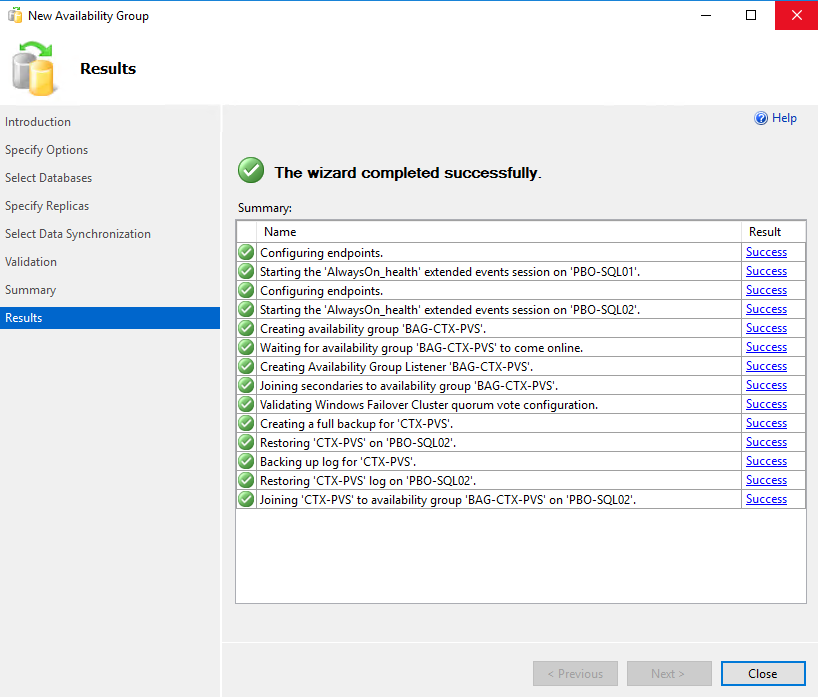 New Availability Group
Results
Introduction
Specify Options
Select Databases
Specify Replicas
Select Data Synchronization
Validation
Summary
Results
Help
The wizard completed successfully.
Summary:
Name Result
Configuring endpoints. Success
Starting the 'AlwaysOn_health' extended events session on 'PBO-SQL01'. Success
Configuring endpoints. Success
Starting the 'AlwaysOn_health' extended events session on 'PBO-SQL02'. Success
Creating availability group 'BAG-CTX-PVS'. Success
Waiting for availability group 'BAG-CTX-PVS' to come online. Success
Creating Availability Group Listener 'BAG-CTX-PVS'. Success
Joining secondaries to availability group 'BAG-CTX-PVS'. Success
Validating Windows Failover Cluster quorum vote configuration. Success
Creating a full backup for 'CTX-PVS'. Success
Restoring 'CTX-PVS' on 'PBO-SQL02'. Success
Backing up log for 'CTX-PVS'. Success
Restoring 'CTX-PVS' log on 'PBO-SQL02'. Success
Joining 'CTX-PVS' to availability group 'BAG-CTX-PVS' on 'PBO-SQL02'. Success
< Previous Next > Close